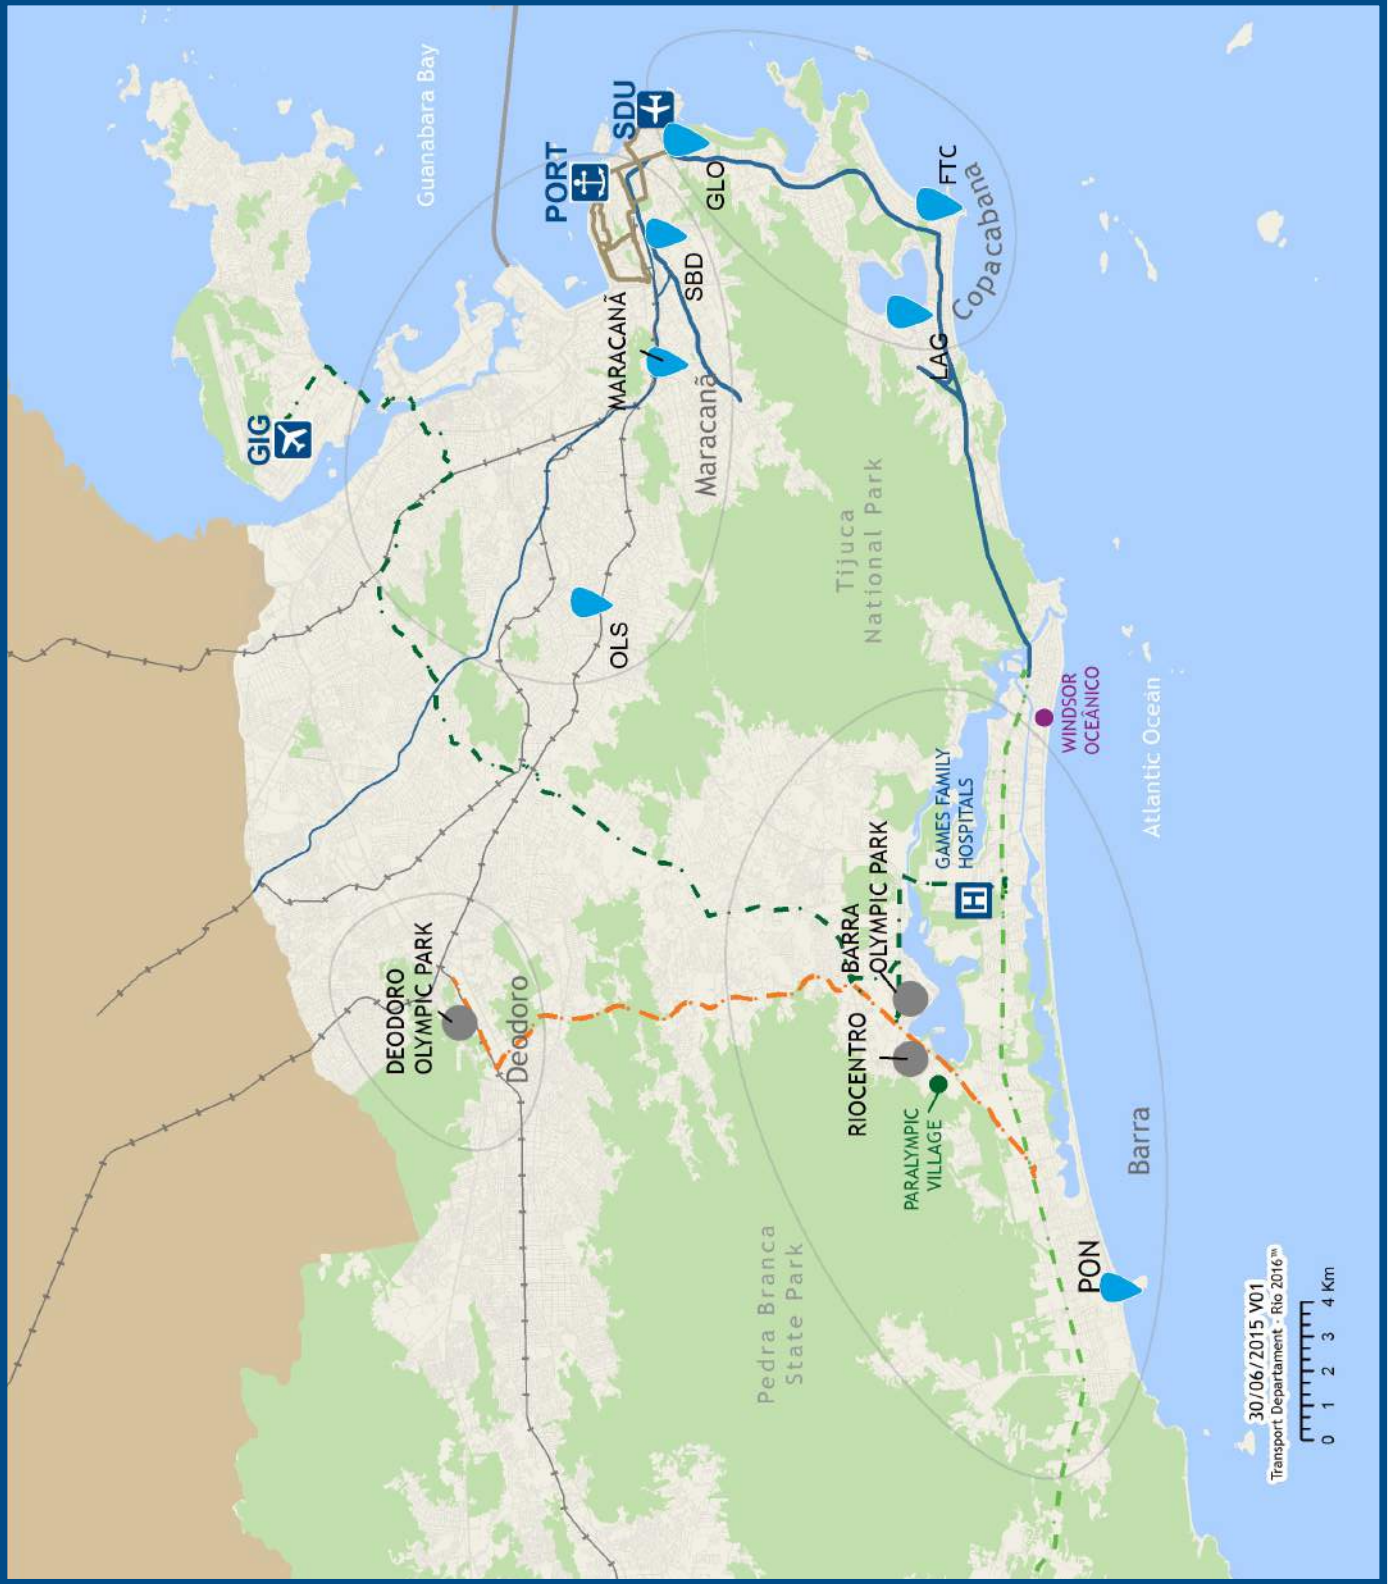 Guanabara Bay
GIG
PORT
SDU
GLO
SBD
MARACANÃ
Maracanã
FTC
Copacabana
LAG
OLS
Tijuca
National Park
DEODORO
OLYMPIC PARK
Deodoro
BARRA
OLYMPIC PARK
RIOCENTRO
PARALYMPIC
VILLAGE
GAMES FAMILY
HOSPITALS
H
WINDSOR
OCEÂNICO
Atlantic Ocean
Pedra Branca
State Park
PON
Barra
30/06/2015 V01
Transport Departament - Rio 2016™
0 1 2 3 4 Km